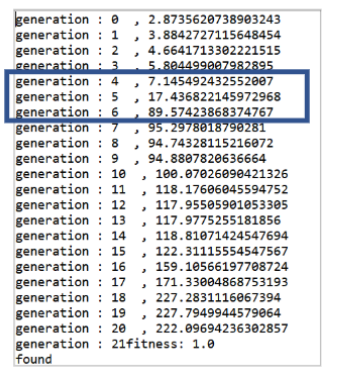 generation : 0 , 2.8735620738903243
generation : 1 , 3.8842727115648454
generation : 2 , 4.6641713302221515
generation : 3 , 5.804499007982895
generation : 4 , 7.145492432552007
generation : 5 , 17.436822145972968
generation : 6 , 89.57423868374767
generation : 7 , 95.2978018790281
generation : 8 , 94.74328115216072
generation : 9 , 94.8807820636664
generation : 10 , 100.07026090421326
generation : 11 , 118.17606045594752
generation : 12 , 117.95505901053305
generation : 13 , 117.9775255181856
generation : 14 , 118.81071424547694
generation : 15 , 122.31115554547567
generation : 16 , 159.10566197708724
generation : 17 , 171.33004868753193
generation : 18 , 227.2831116067394
generation : 19 , 227.7949944579064
generation : 20 , 222.09694236302857
generation : 21fitness: 1.0
found